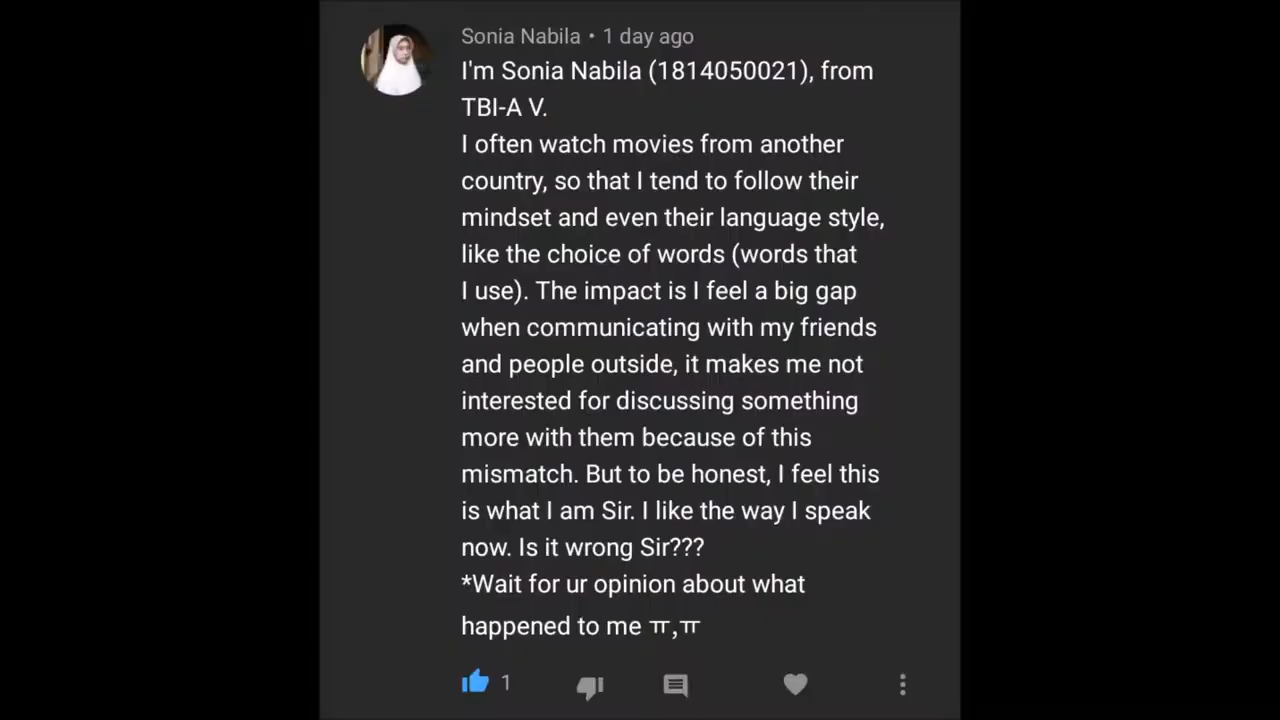 Sonia Nabila • 1 day ago
I'm Sonia Nabila (1814050021), from
TBI-A V.
I often watch movies from another
country, so that I tend to follow their
mindset and even their language style,
like the choice of words (words that
I use). The impact is I feel a big gap
when communicating with my friends
and people outside, it makes me not
interested for discussing something
more with them because of this
mismatch. But to be honest, I feel this
is what I am Sir. I like the way I speak
now. Is it wrong Sir???
*Wait for ur opinion about what
happened to me ㅠ,ㅠ
1